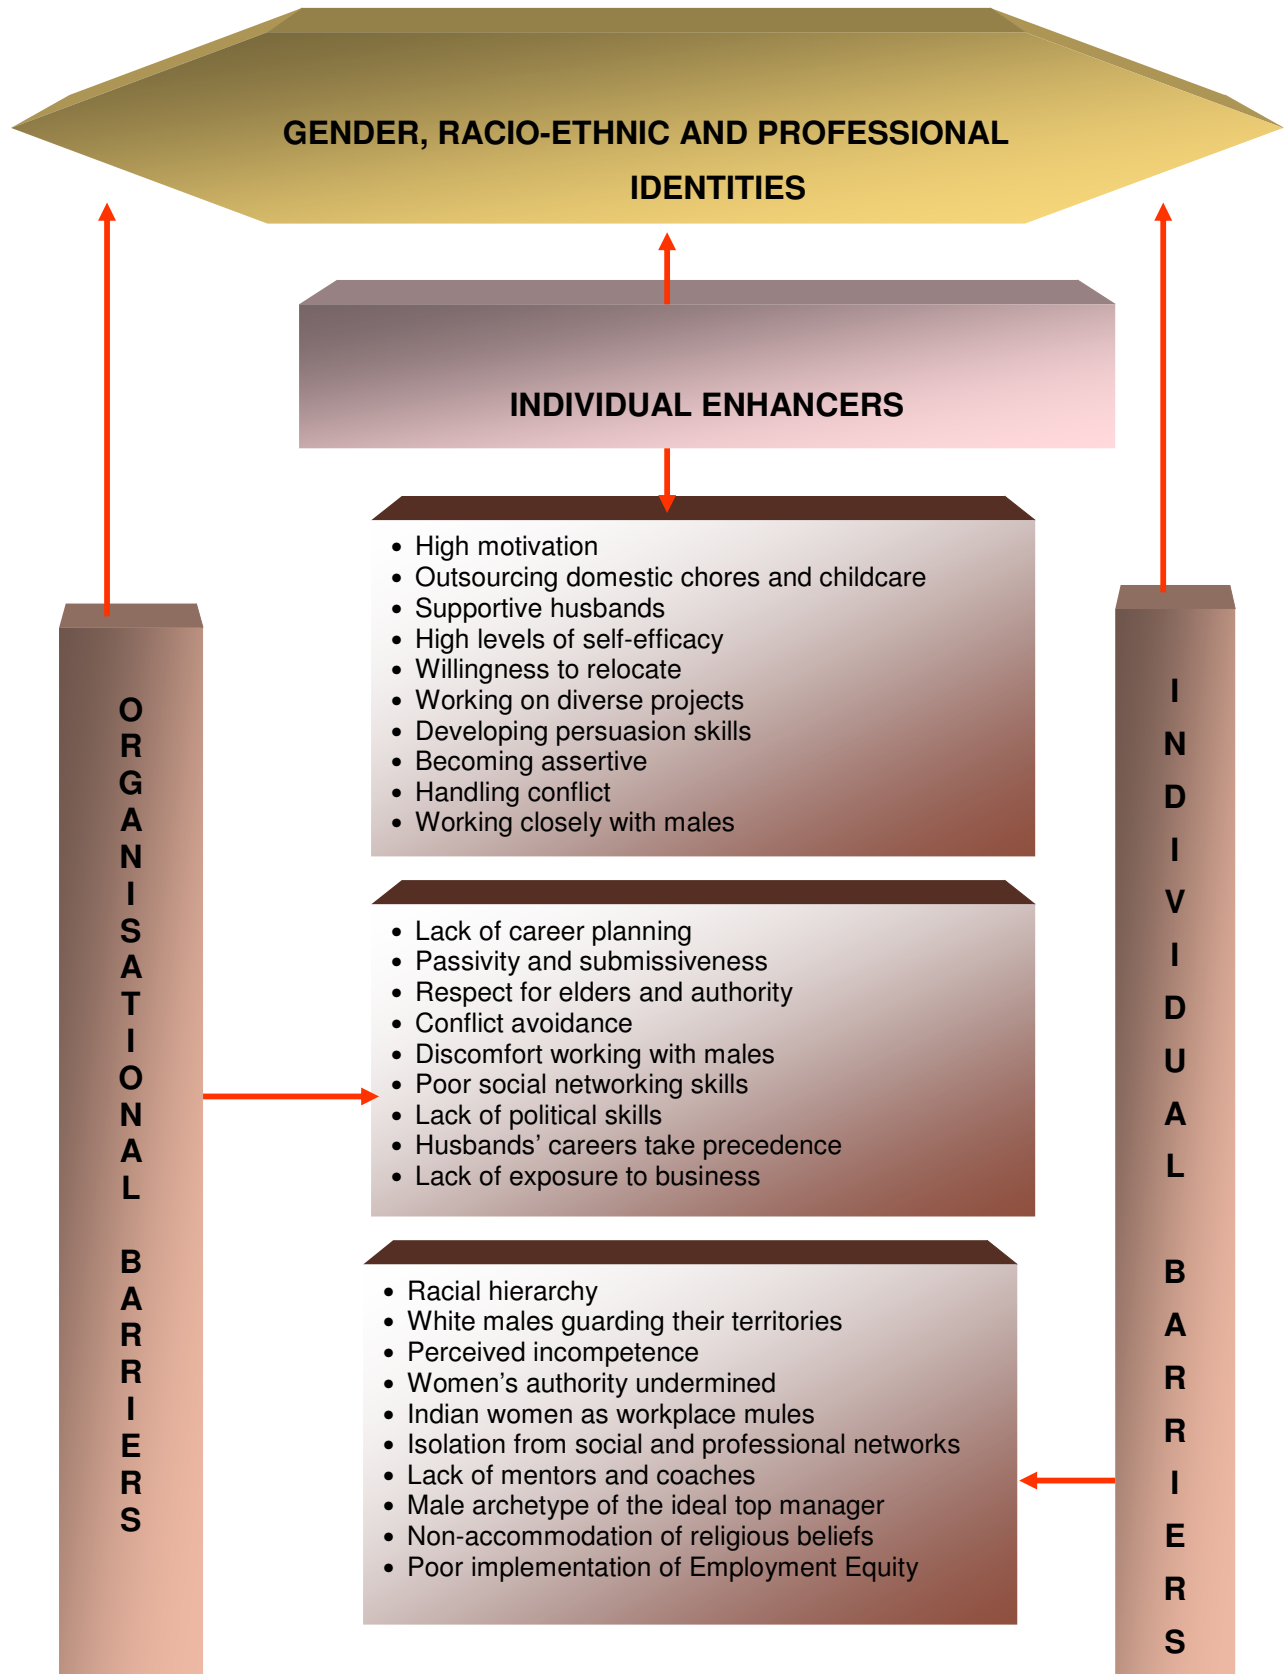 GENDER, RACIO-ETHNIC AND PROFESSIONAL
IDENTITIES
INDIVIDUAL ENHANCERS
• High motivation
• Outsourcing domestic chores and childcare
• Supportive husbands
• High levels of self-efficacy
• Willingness to relocate
• Working on diverse projects
• Developing persuasion skills
• Becoming assertive
• Handling conflict
• Working closely with males
ORGANISATIONAL BARRIERS
• Lack of career planning
• Passivity and submissiveness
• Respect for elders and authority
• Conflict avoidance
• Discomfort working with males
• Poor social networking skills
• Lack of political skills
• Husbands’ careers take precedence
• Lack of exposure to business
INDIVIDUAL BARRIERS
• Racial hierarchy
• White males guarding their territories
• Perceived incompetence
• Women’s authority undermined
• Indian women as workplace mules
• Isolation from social and professional networks
• Lack of mentors and coaches
• Male archetype of the ideal top manager
• Non-accommodation of religious beliefs
• Poor implementation of Employment Equity